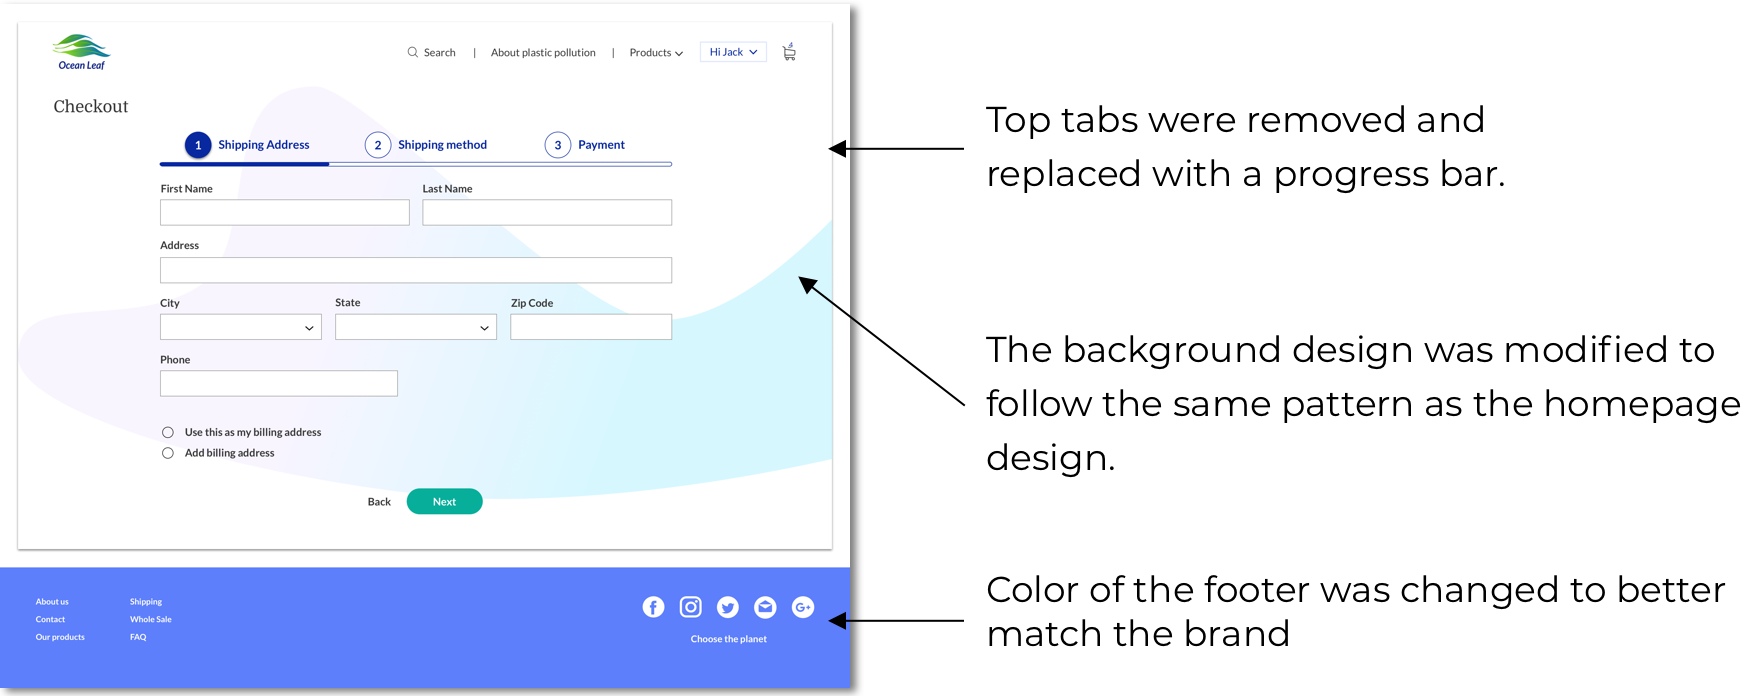 Ocean Leaf
Search | About plastic pollution | Products Hi Jack
Checkout
1 Shipping Address 2 Shipping method 3 Payment
First Name Last Name
Address
City State Zip Code
Phone
Use this as my billing address
Add billing address
Back Next
About us Shipping
Contact Whole Sale
Our products FAQ
Choose the planet
Top tabs were removed and
replaced with a progress bar.
The background design was modified to
follow the same pattern as the homepage
design.
Color of the footer was changed to better
match the brand